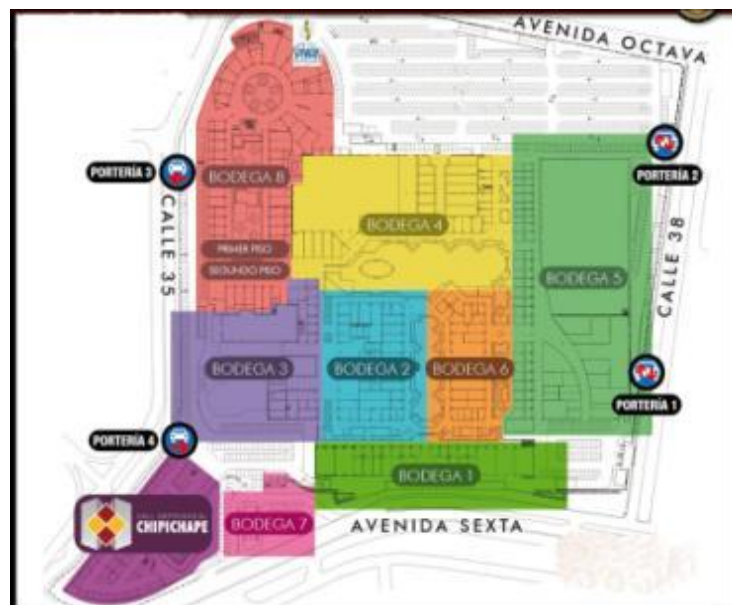 AVENIDA OCTAVA
PORTERÍA 3
BODEGA 8
PORTERÍA 2
CALLE 35
BODEGA 4
PRIMER PISO
SEGUNDO PISO
BODEGA 5
CALLE 38
BODEGA 3
BODEGA 2
BODEGA 6
PORTERÍA 1
PORTERÍA 4
BODEGA 1
CHIPICHAPE
BODEGA 7
AVENIDA SEXTA